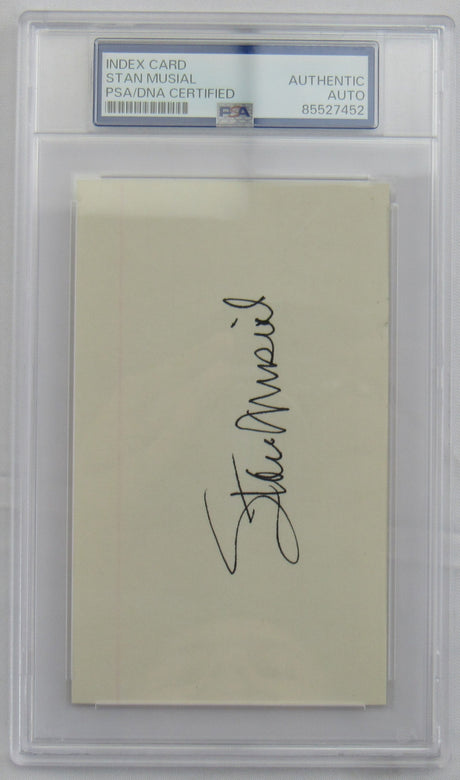 INDEX CARD
STAN MUSIAL
PSA/DNA CERTIFIED
AUTHENTIC
AUTO
85527452
PSA
Stan Musial